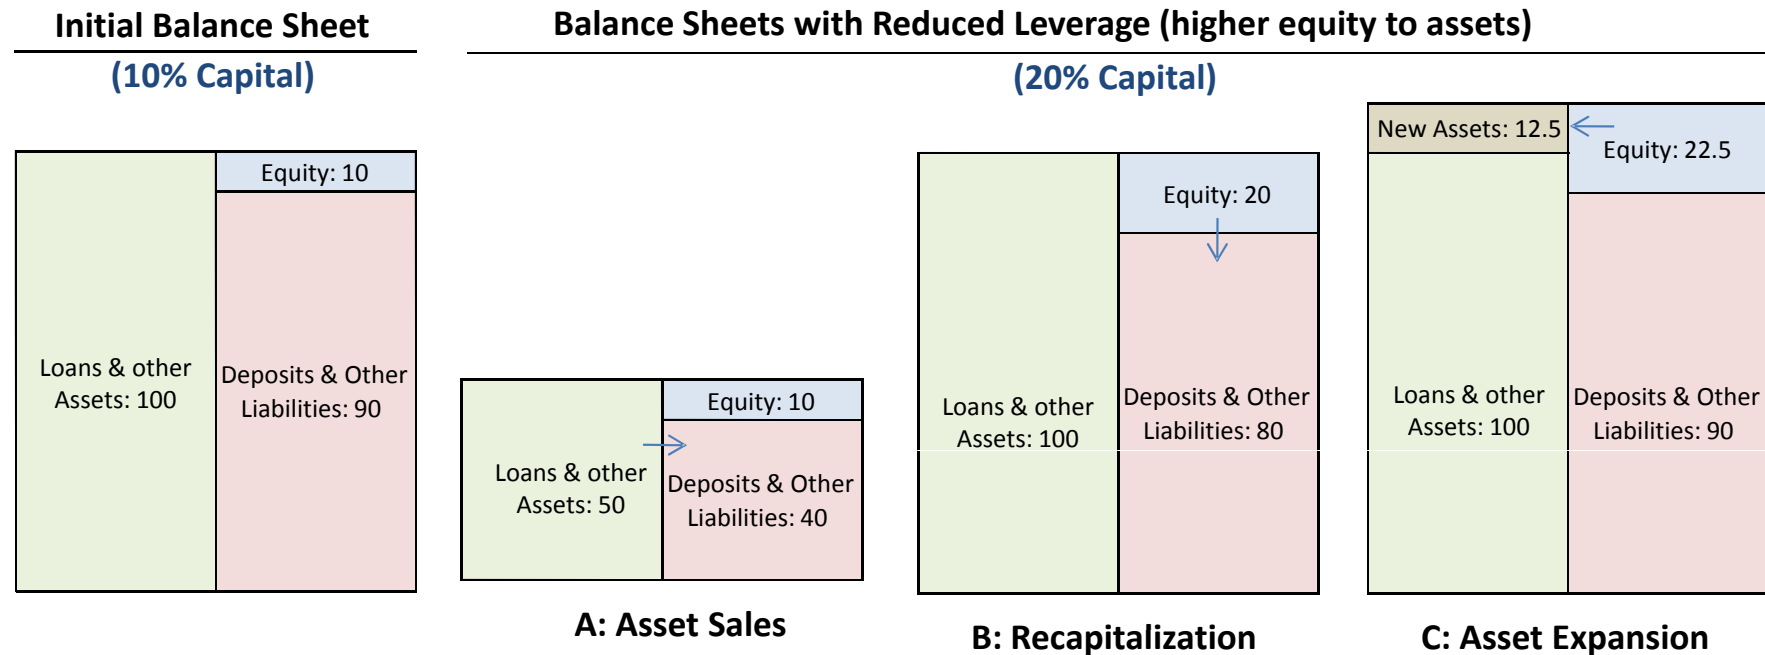 Initial Balance Sheet
(10% Capital)
Balance Sheets with Reduced Leverage (higher equity to assets)
(20% Capital)
Equity: 10
Loans & other
Assets: 100
Deposits & Other
Liabilities: 90
Equity: 10
Loans & other
Assets: 50
Deposits & Other
Liabilities: 40
A: Asset Sales
Equity: 20
Loans & other
Assets: 100
Deposits & Other
Liabilities: 80
B: Recapitalization
New Assets: 12.5
Equity: 22.5
Loans & other
Assets: 100
Deposits & Other
Liabilities: 90
C: Asset Expansion